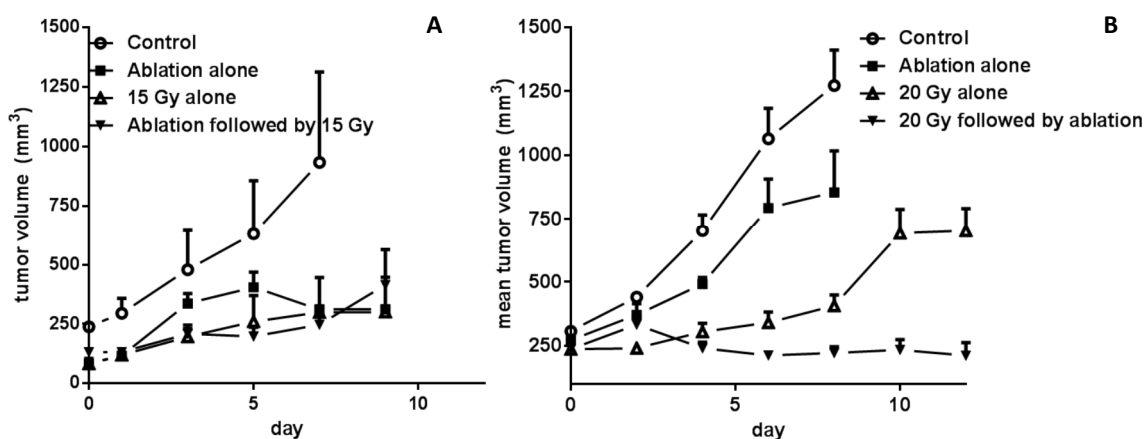 A
1500
1250
1000
750
500
250
0
tumor volume (mm³)
Control
Ablation alone
15 Gy alone
Ablation followed by 15 Gy
0
5
10
day
B
1500
1250
1000
750
500
250
mean tumor volume (mm³)
Control
Ablation alone
20 Gy alone
20 Gy followed by ablation
0
5
10
day